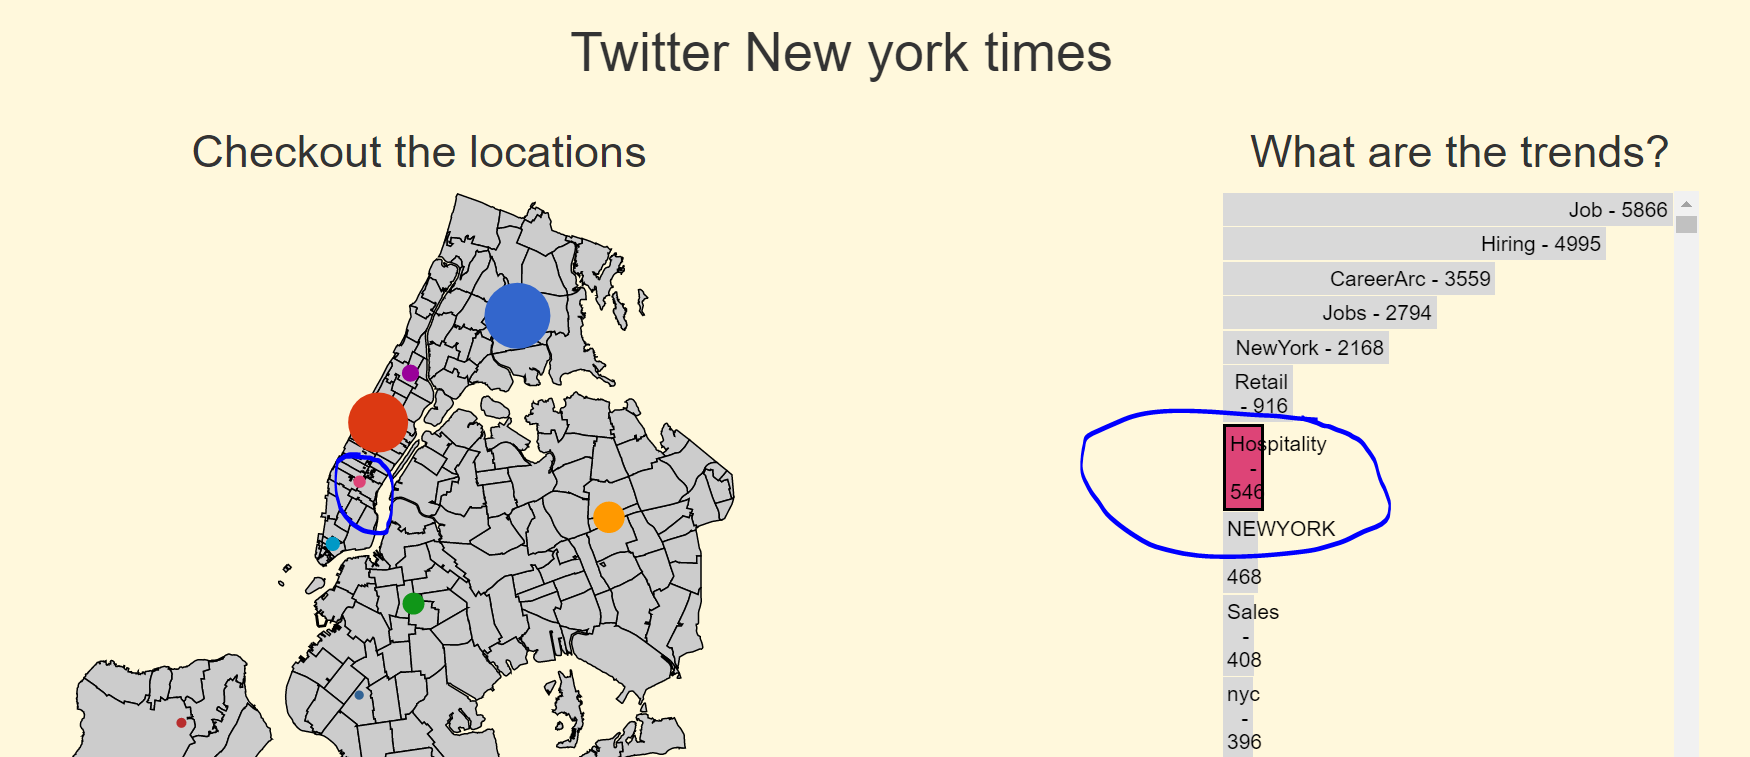 Twitter New york times
Checkout the locations
What are the trends?
Job - 5866
Hiring - 4995
CareerArc - 3559
Jobs - 2794
NewYork - 2168
Retail
- 916
Hospitality
-
546
NEWYORK
468
Sales
-
408
nyc
-
396